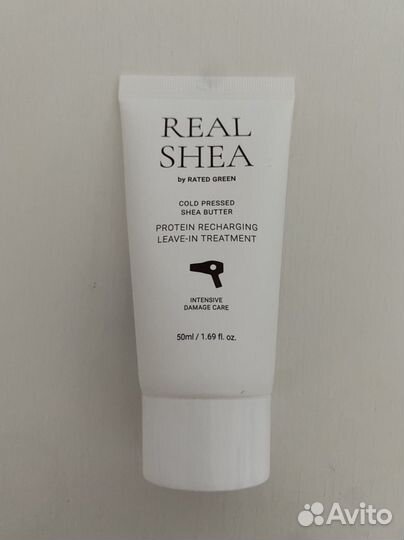 REAL
SHEA
by RATED GREEN
COLD PRESSED
SHEA BUTTER
PROTEIN RECHARGING
LEAVE-IN TREATMENT
INTENSIVE
DAMAGE CARE
50ml / 1.69 fl. oz.
Avito